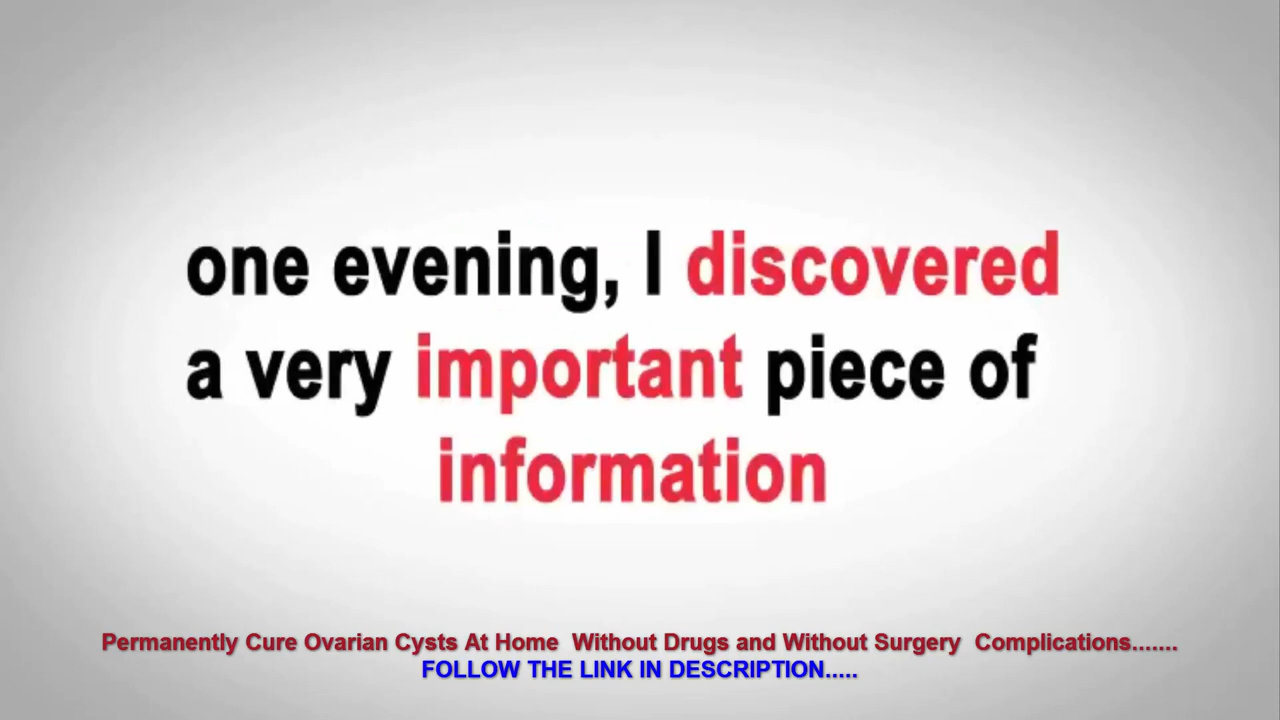 one evening, I discovered
a very important piece of
information
Permanently Cure Ovarian Cysts At Home  Without Drugs and Without Surgery  Complications.......
FOLLOW THE LINK IN DESCRIPTION.....